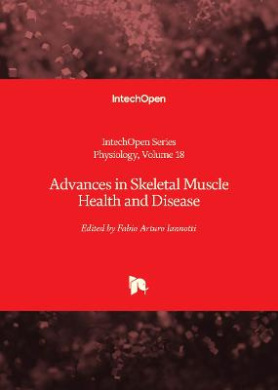 IntechOpen
IntechOpen Series
Physiology, Volume 18
Advances in Skeletal Muscle
Health and Disease
Edited by Fabio Arturo Iannotti